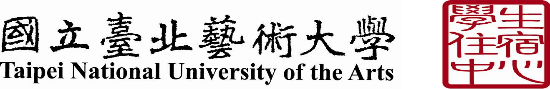 國立臺北藝術大學
Taipei National University of the Arts
學生
住宿
中心